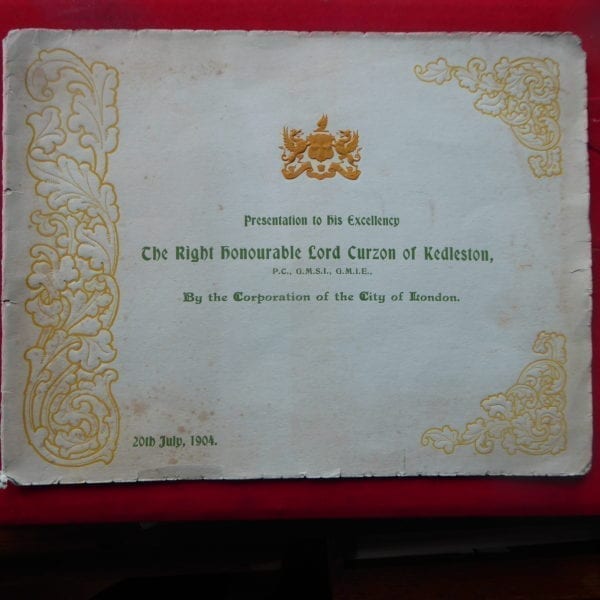 Presentation to his Excellency
The Right Honourable Lord Curzon of Kedleston,
P.C., G.M.S.I., G.M.I.E.,
By the Corporation of the City of London.
20th July, 1904.